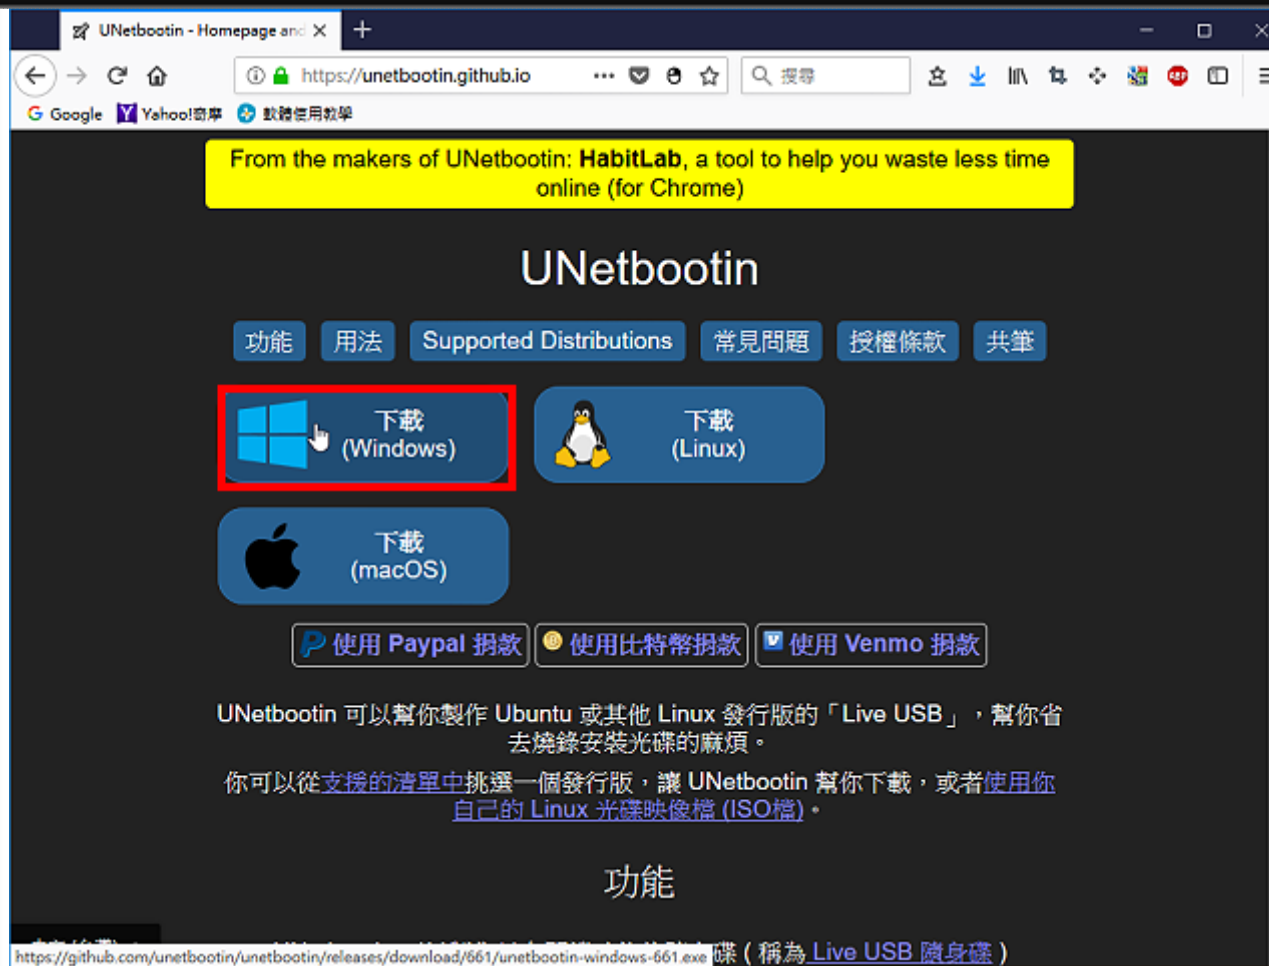 UNetbootin - Homepage and
https://unetbootin.github.io
搜尋
Google Yahoo!奇摩 軟體使用教學
From the makers of UNetbootin: HabitLab, a tool to help you waste less time
online (for Chrome)
UNetbootin
功能 用法 Supported Distributions 常見問題 授權條款 共筆
下載
(Windows)
下載
(Linux)
下載
(macOS)
使用 Paypal 捐款 使用比特幣捐款 使用 Venmo 捐款
UNetbootin 可以幫你製作 Ubuntu 或其他 Linux 發行版的「Live USB」，幫你省
去燒錄安裝光碟的麻煩。
你可以從支援的清單中挑選一個發行版，讓 UNetbootin 幫你下載，或者使用你
自己的 Linux 光碟映像檔 (ISO檔)。
功能
碟 ( 稱為 Live USB 隨身碟 )
https://github.com/unetbootin/unetbootin/releases/download/661/unetbootin-windows-661.exe